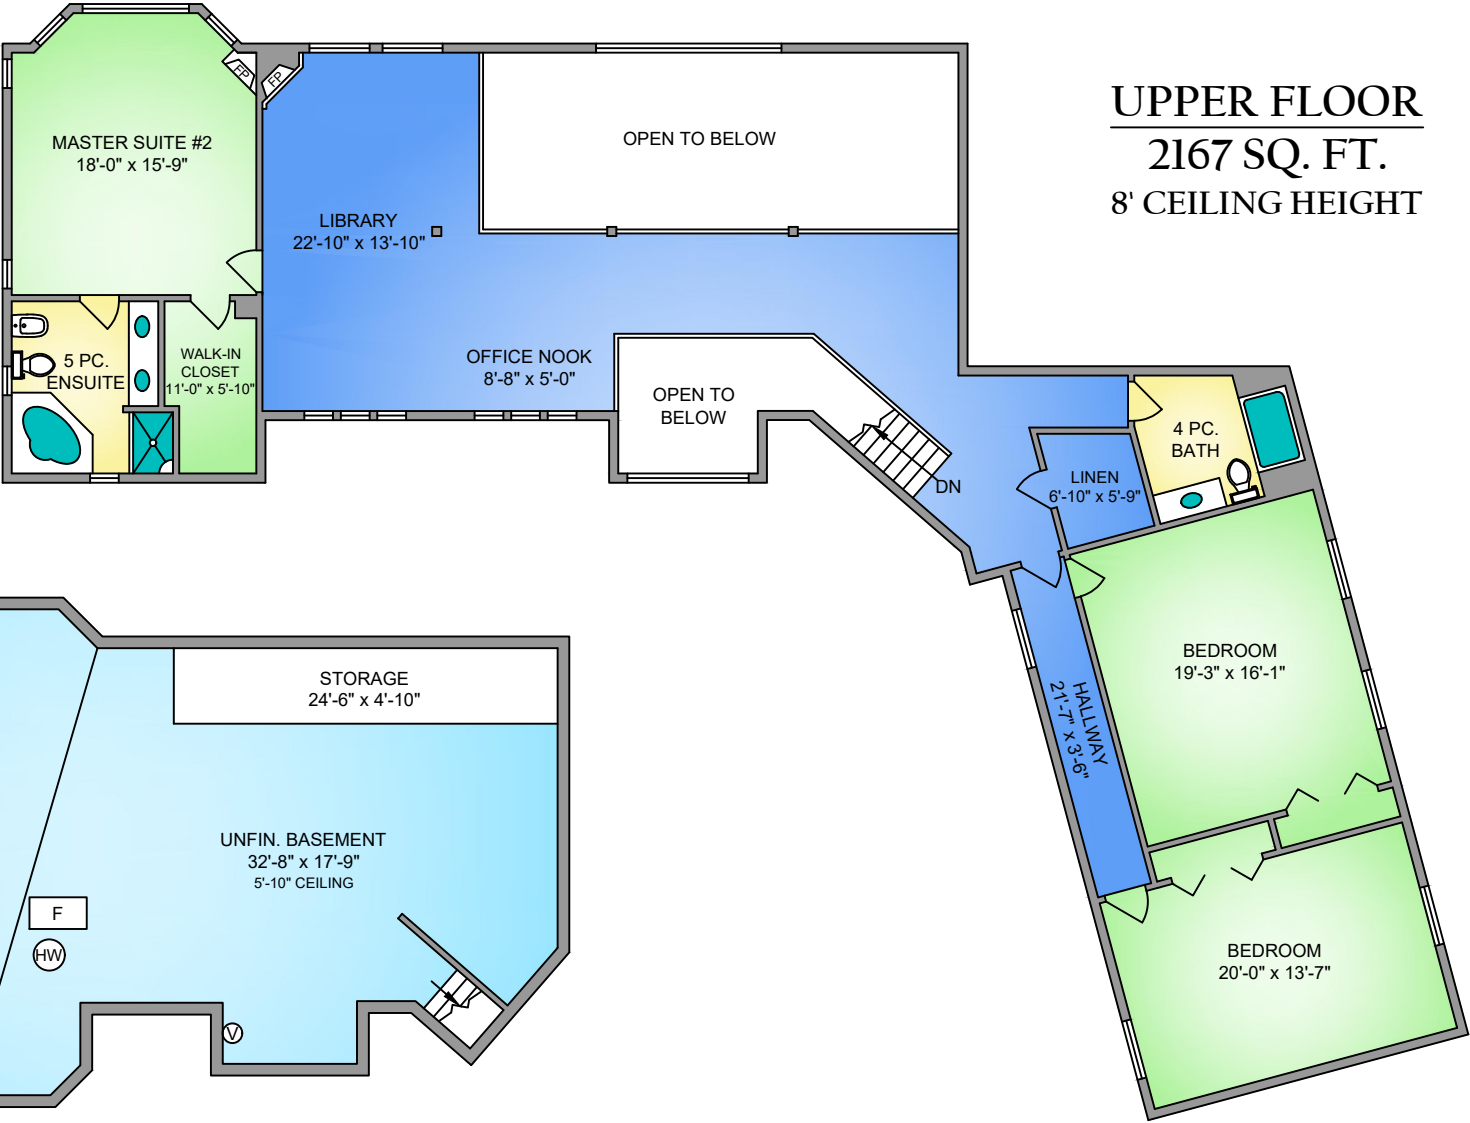 UPPER FLOOR
2167 SQ. FT.
8' CEILING HEIGHT
FP
FP
MASTER SUITE #2
18'-0" x 15'-9"
OPEN TO BELOW
LIBRARY
22'-10" x 13'-10"
5 PC.
ENSUITE
WALK-IN
CLOSET
11'-0" x 5'-10"
OFFICE NOOK
8'-8" x 5'-0"
OPEN TO
BELOW
DN
4 PC.
BATH
LINEN
6'-10" x 5'-9"
BEDROOM
19'-3" x 16'-1"
HALLWAY
21'-7" x 3'-6"
BEDROOM
20'-0" x 13'-7"
STORAGE
24'-6" x 4'-10"
UNFIN. BASEMENT
32'-8" x 17'-9"
5'-10" CEILING
F
HW
V